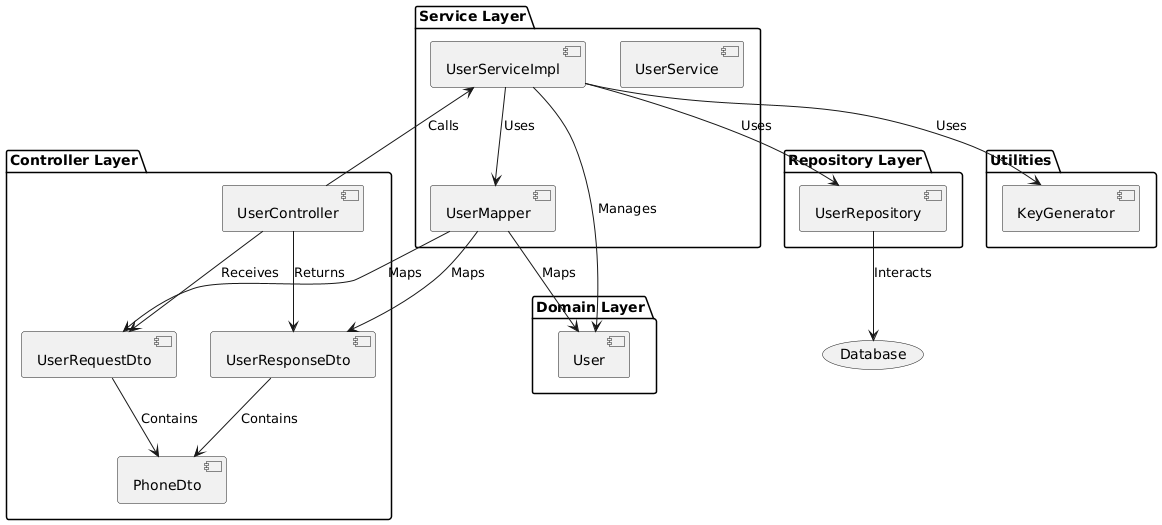 Service Layer
UserServiceImpl
UserService
Calls
Uses
Uses
Uses
Controller Layer
Repository Layer
Utilities
UserController
UserMapper
Manages
UserRepository
KeyGenerator
Receives
Returns
Maps
Maps
Maps
Interacts
Domain Layer
UserRequestDto
UserResponseDto
User
Database
Contains
Contains
PhoneDto